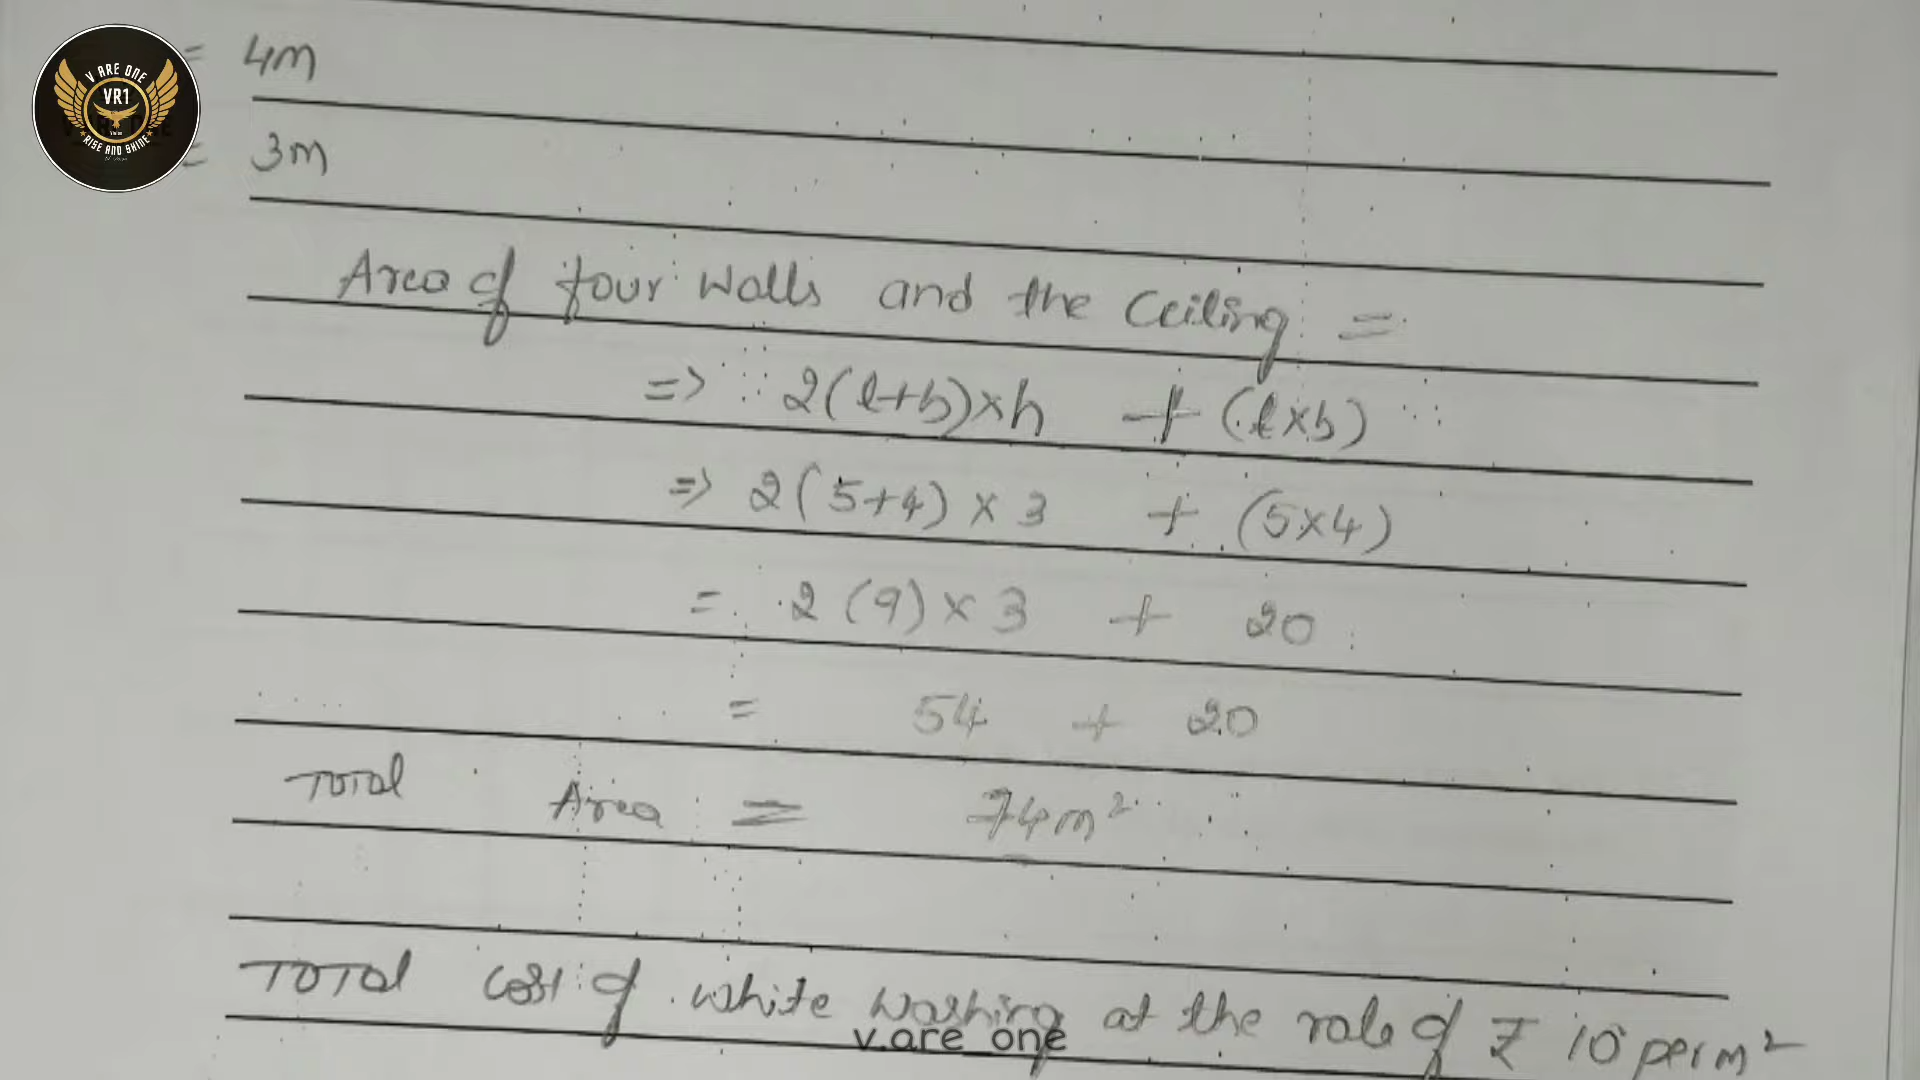 V ARE ONE
VR1
RISE AND SHINE
= 4m
= 3m
Area of four walls and the Ceiling =
=> 2(l+b)×h + (l×b)
=> 2(5+4) × 3 + (5×4)
= 2(9)×3 + 20
= 54 + 20
Total Area = 74m²
Total cost of white washing at the rate of ₹ 10 per m²
v are one